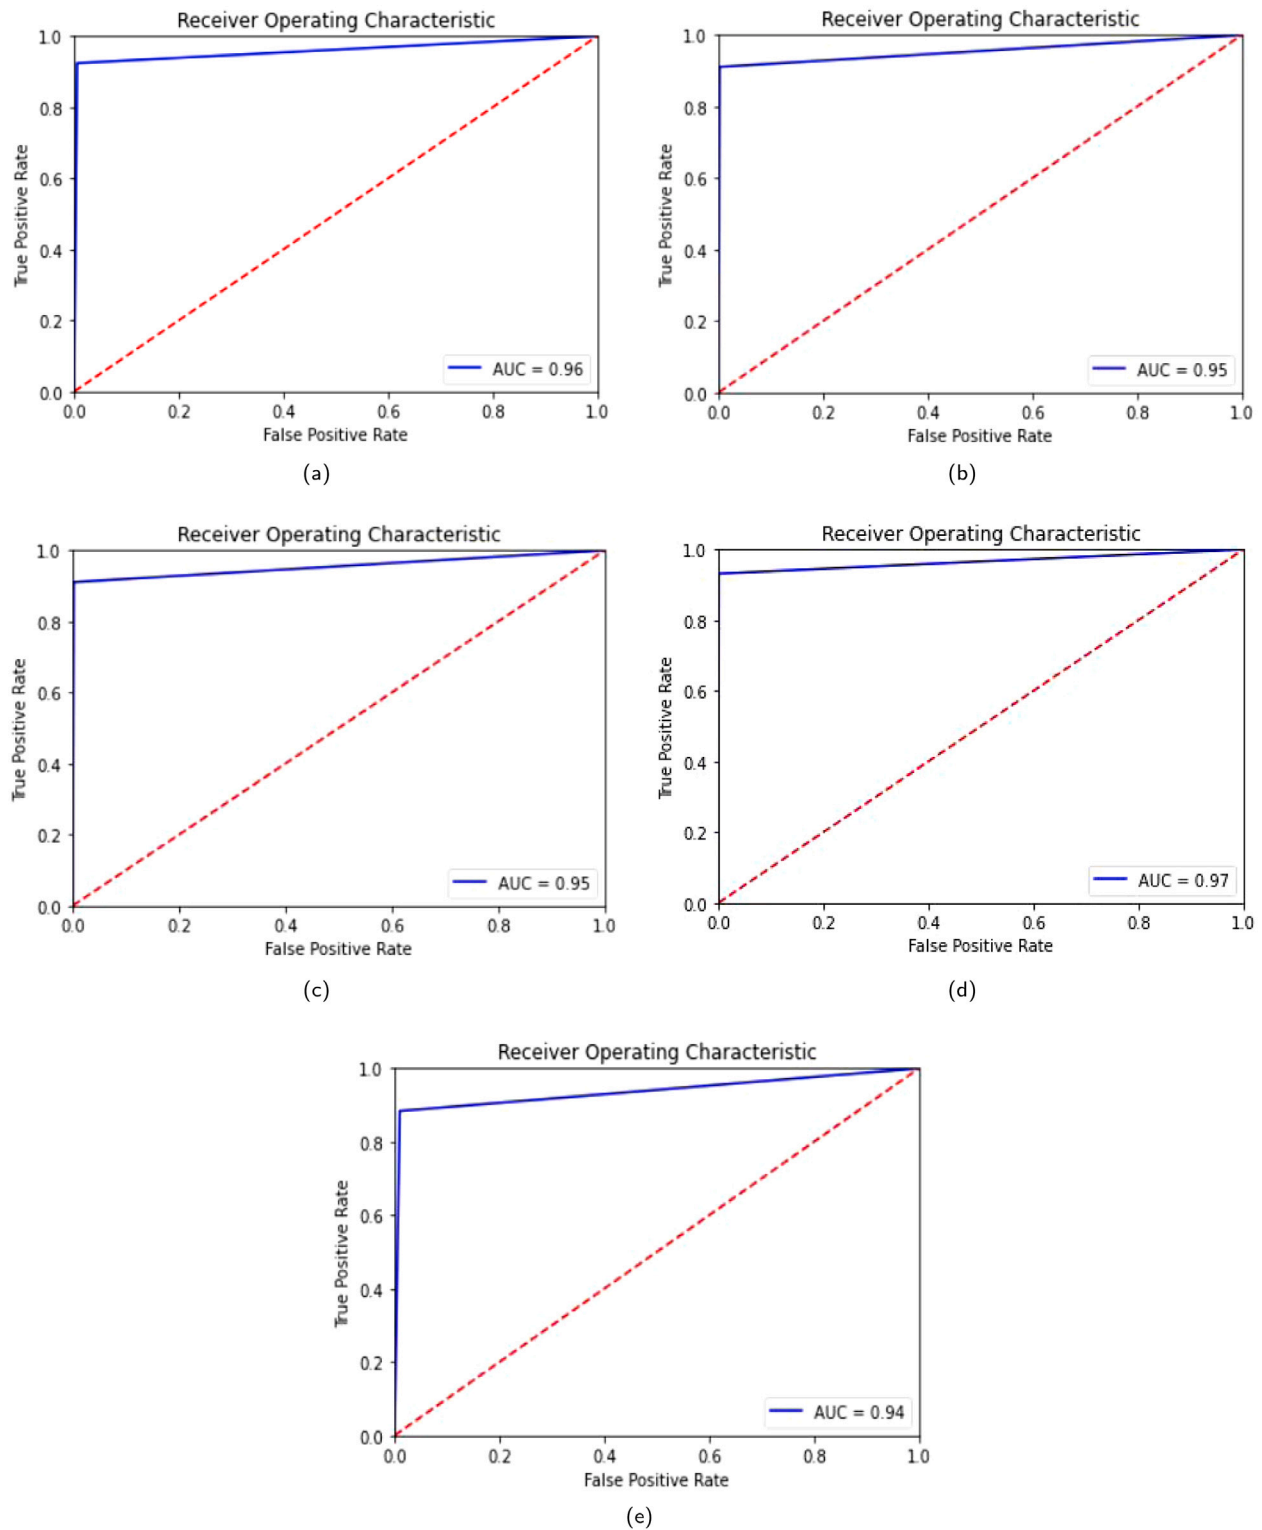 Receiver Operating Characteristic
1.0
0.8
0.6
0.4
0.2
0.0
True Positive Rate
AUC = 0.96
0.0 0.2 0.4 0.6 0.8 1.0
False Positive Rate
(a)
Receiver Operating Characteristic
1.0
0.8
0.6
0.4
0.2
0.0
True Positive Rate
AUC = 0.95
0.0 0.2 0.4 0.6 0.8 1.0
False Positive Rate
(b)
Receiver Operating Characteristic
1.0
0.8
0.6
0.4
0.2
0.0
True Positive Rate
AUC = 0.95
0.0 0.2 0.4 0.6 0.8 1.0
False Positive Rate
(c)
Receiver Operating Characteristic
1.0
0.8
0.6
0.4
0.2
0.0
True Positive Rate
AUC = 0.97
0.0 0.2 0.4 0.6 0.8 1.0
False Positive Rate
(d)
Receiver Operating Characteristic
1.0
0.8
0.6
0.4
0.2
0.0
True Positive Rate
AUC = 0.94
0.0 0.2 0.4 0.6 0.8 1.0
False Positive Rate
(e)